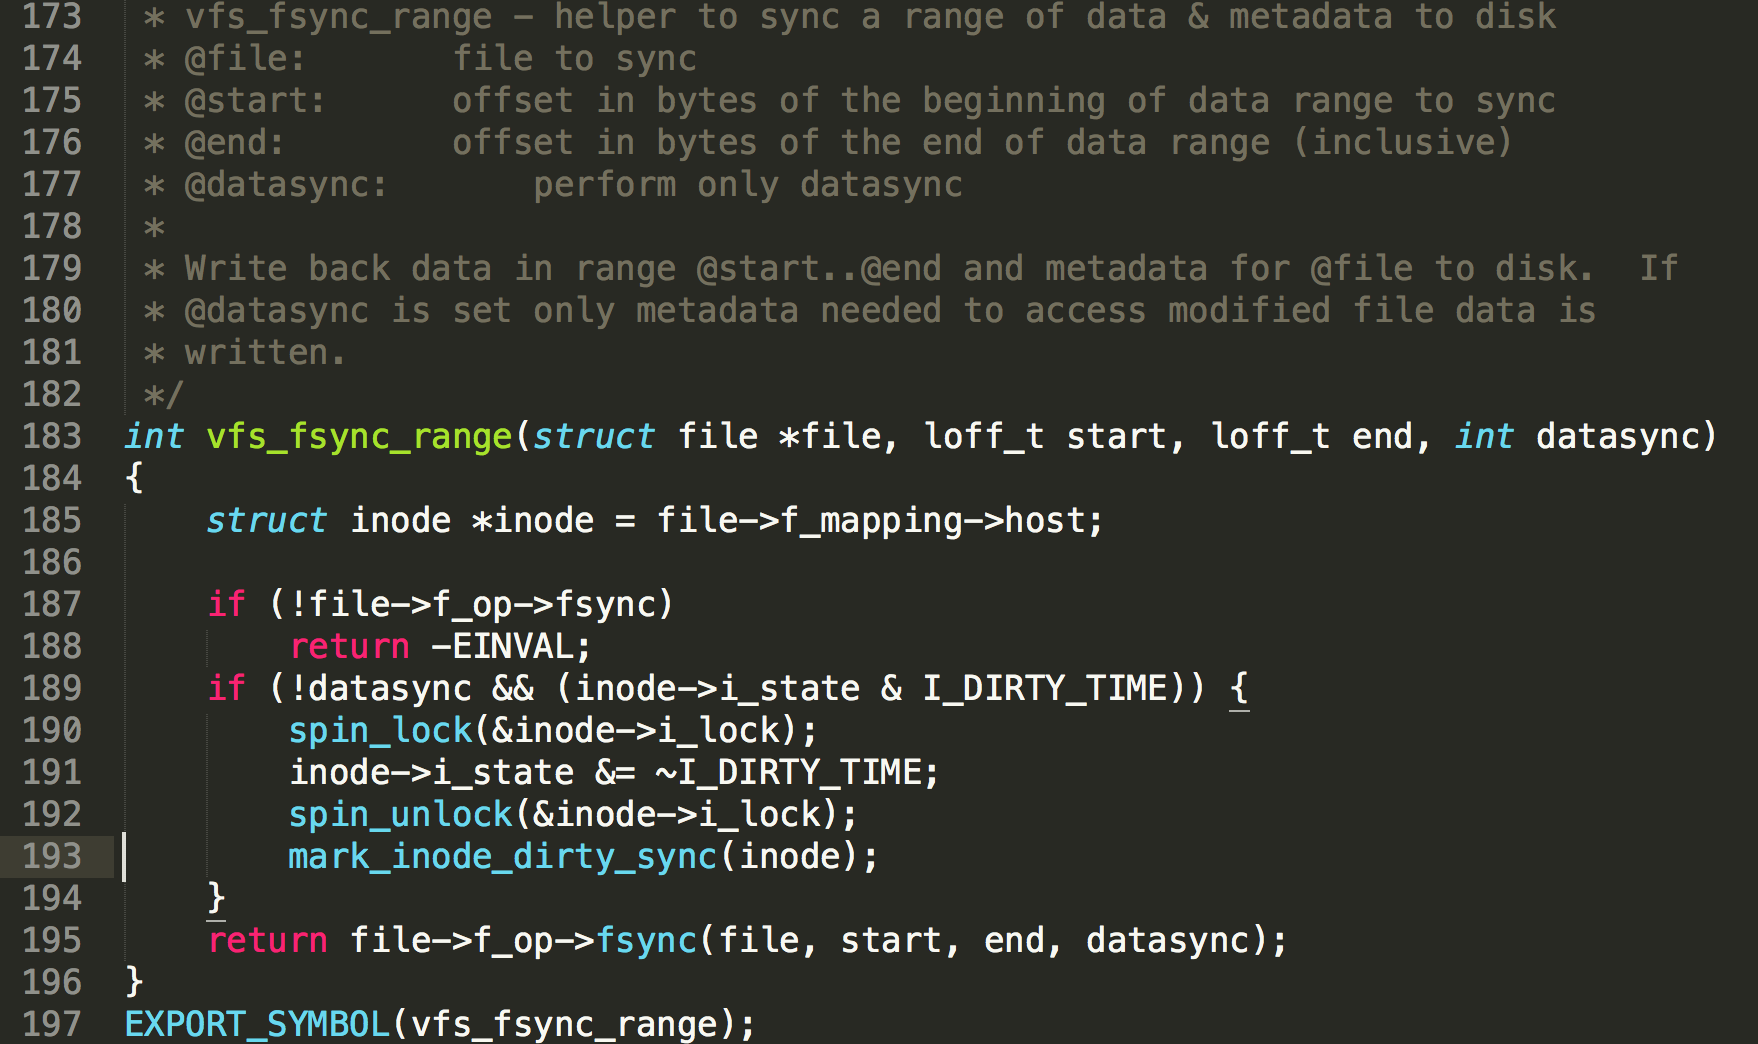 173 * vfs_fsync_range - helper to sync a range of data & metadata to disk
174 * @file: file to sync
175 * @start: offset in bytes of the beginning of data range to sync
176 * @end: offset in bytes of the end of data range (inclusive)
177 * @datasync: perform only datasync
178 *
179 * Write back data in range @start..@end and metadata for @file to disk.  If
180 * @datasync is set only metadata needed to access modified file data is
181 * written.
182 */
183 int vfs_fsync_range(struct file *file, loff_t start, loff_t end, int datasync)
184 {
185     struct inode *inode = file->f_mapping->host;
186
187     if (!file->f_op->fsync)
188         return -EINVAL;
189     if (!datasync && (inode->i_state & I_DIRTY_TIME)) {
190         spin_lock(&inode->i_lock);
191         inode->i_state &= ~I_DIRTY_TIME;
192         spin_unlock(&inode->i_lock);
193         mark_inode_dirty_sync(inode);
194     }
195     return file->f_op->fsync(file, start, end, datasync);
196 }
197 EXPORT_SYMBOL(vfs_fsync_range);